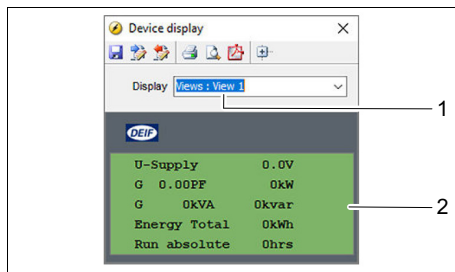 Device display
Display Views : View 1
1
DEIF
U-Supply 0.0V
G 0.00PF 0kW
G 0kVA 0kvar
2
Energy Total 0kWh
Run absolute 0hrs